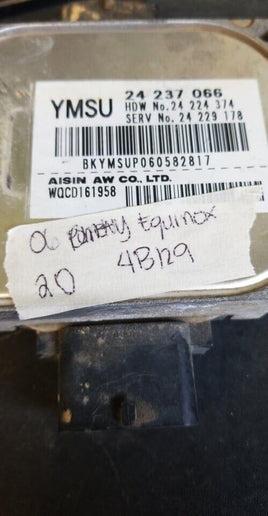 YMSU 24 237 066
HDW No. 24 224 374
SERV No. 24 229 178
BKYMSUP060582817
AISIN AW CO., LTD.
WQCD161958
06 Equinox
20 4B129